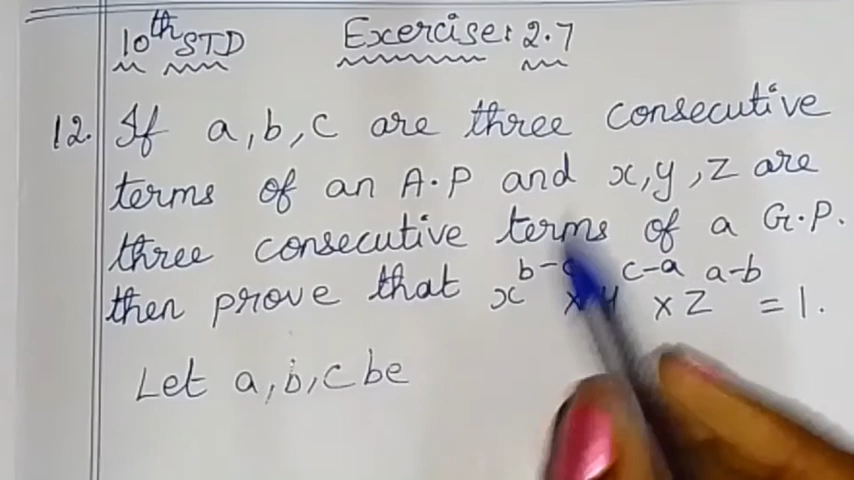 10th STD Exercise: 2.7
12. If a, b, c are three consecutive
terms of an A.P and x, y, z are
three consecutive terms of a G.P.
then prove that x^b- × y^c-a × z^a-b = 1.
Let a, b, c be